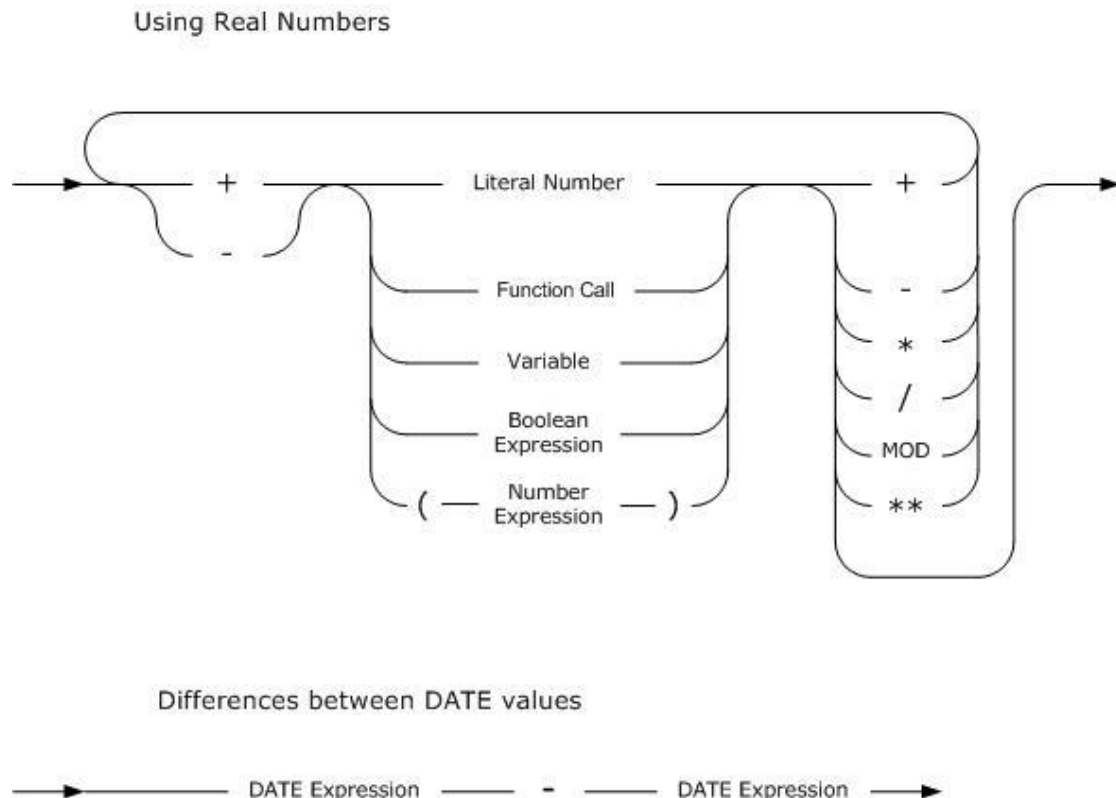 Using Real Numbers
+ Literal Number +
-
Function Call -
*
Variable
/
Boolean
Expression MOD
( Number
Expression ) **
Differences between DATE values
DATE Expression - DATE Expression